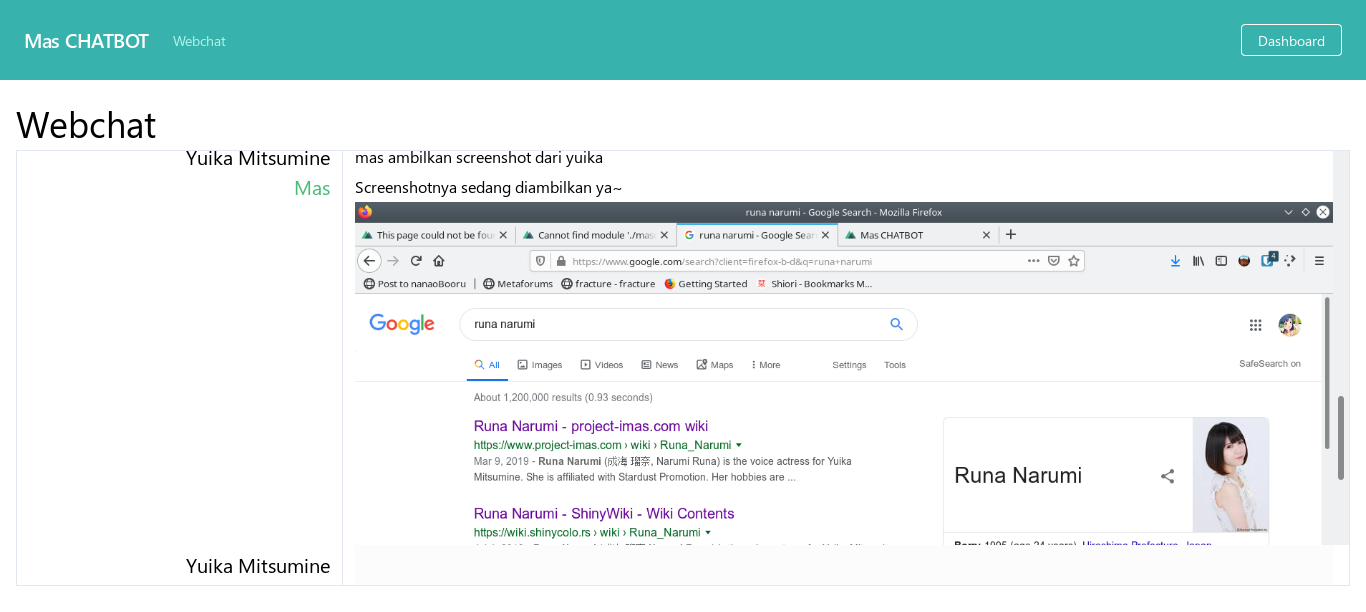 Mas CHATBOT Webchat Dashboard
Webchat
Yuika Mitsumine mas ambilkan screenshot dari yuika
Mas Screenshotnya sedang diambilkan ya~
runa narumi - Google Search - Mozilla Firefox
This page could not be fou Cannot find module './mas runa narumi - Google Sear Mas CHATBOT
https://www.google.com/search?client=firefox-b-d&q=runa+narumi 4
Post to nanaoBooru Metaforums fracture - fracture Getting Started Shiori - Bookmarks M...
Google runa narumi
All Images Videos News Maps More Settings Tools SafeSearch on
About 1,200,000 results (0.93 seconds)
Runa Narumi - project-imas.com wiki
https://www.project-imas.com › wiki › Runa_Narumi
Mar 9, 2019 - Runa Narumi (成海 瑠奈, Narumi Runa) is the voice actress for Yuika
Mitsumine. She is affiliated with Stardust Promotion. Her hobbies are ...
Runa Narumi
Runa Narumi - ShinyWiki - Wiki Contents
https://wiki.shinycolo.rs › wiki › Runa_Narumi
Yuika Mitsumine